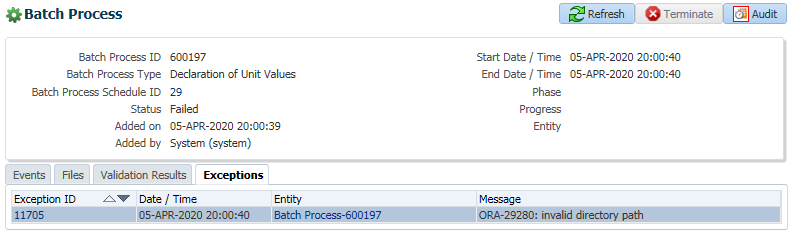 Batch Process
Refresh Terminate Audit
Batch Process ID 600197 Start Date / Time 05-APR-2020 20:00:40
Batch Process Type Declaration of Unit Values End Date / Time 05-APR-2020 20:00:40
Batch Process Schedule ID 29 Phase
Status Failed Progress
Added on 05-APR-2020 20:00:39 Entity
Added by System (system)
Events Files Validation Results Exceptions
Exception ID Date / Time Entity Message
11705 05-APR-2020 20:00:40 Batch Process-600197 ORA-29280: invalid directory path